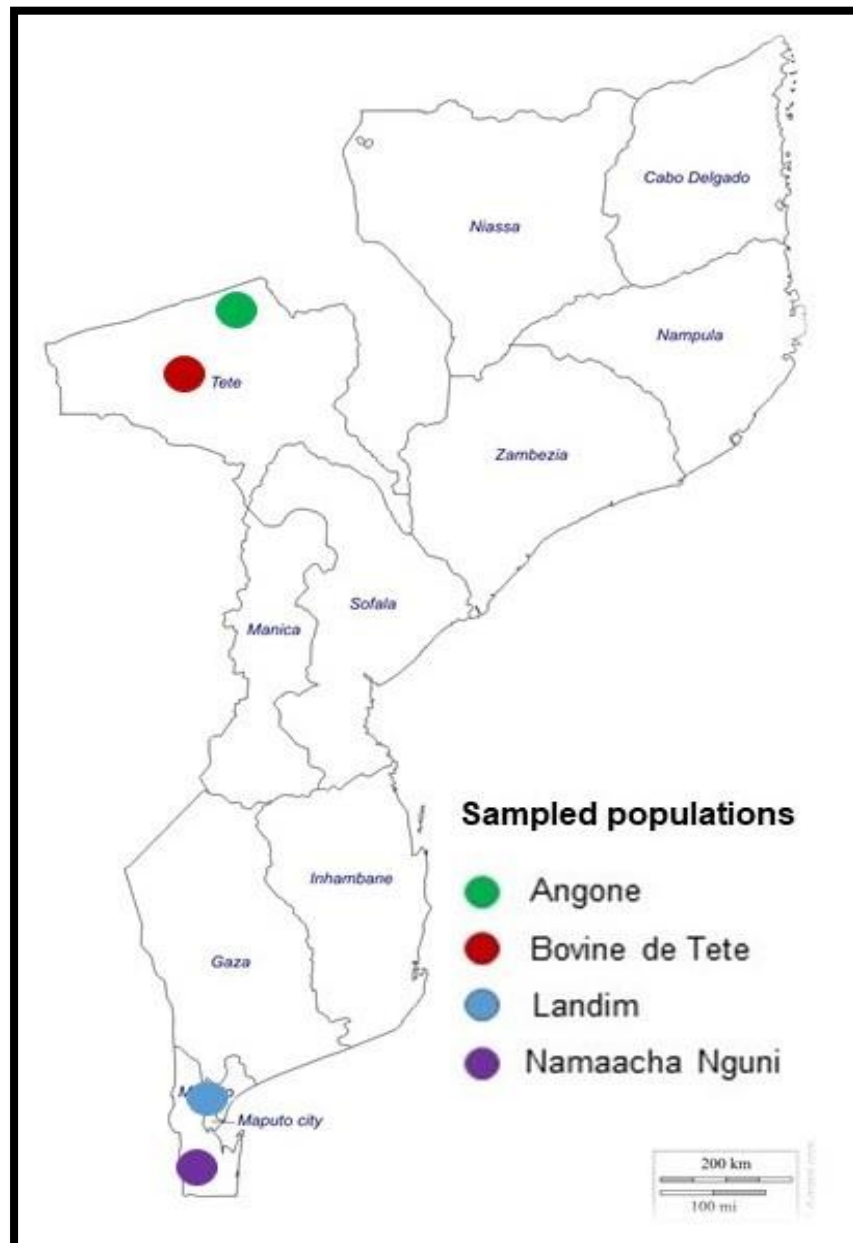 Cabo Delgado
Niassa
Nampula
Tete
Zambezia
Sofala
Manica
Sampled populations
Inhambane
Angone
Bovine de Tete
Gaza
Landim
Namaacha Nguni
Maputo city
200 km
100 mi